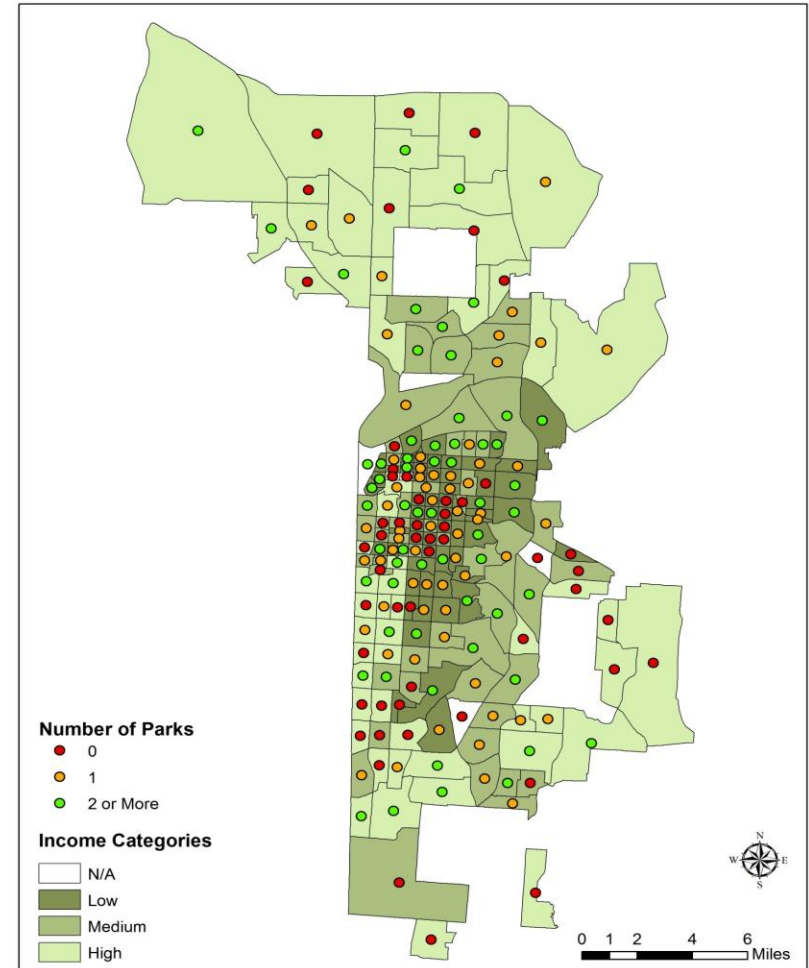 Number of Parks
0
1
2 or More
Income Categories
N/A
Low
Medium
High
N
W E
S
0 1 2 4 6
Miles